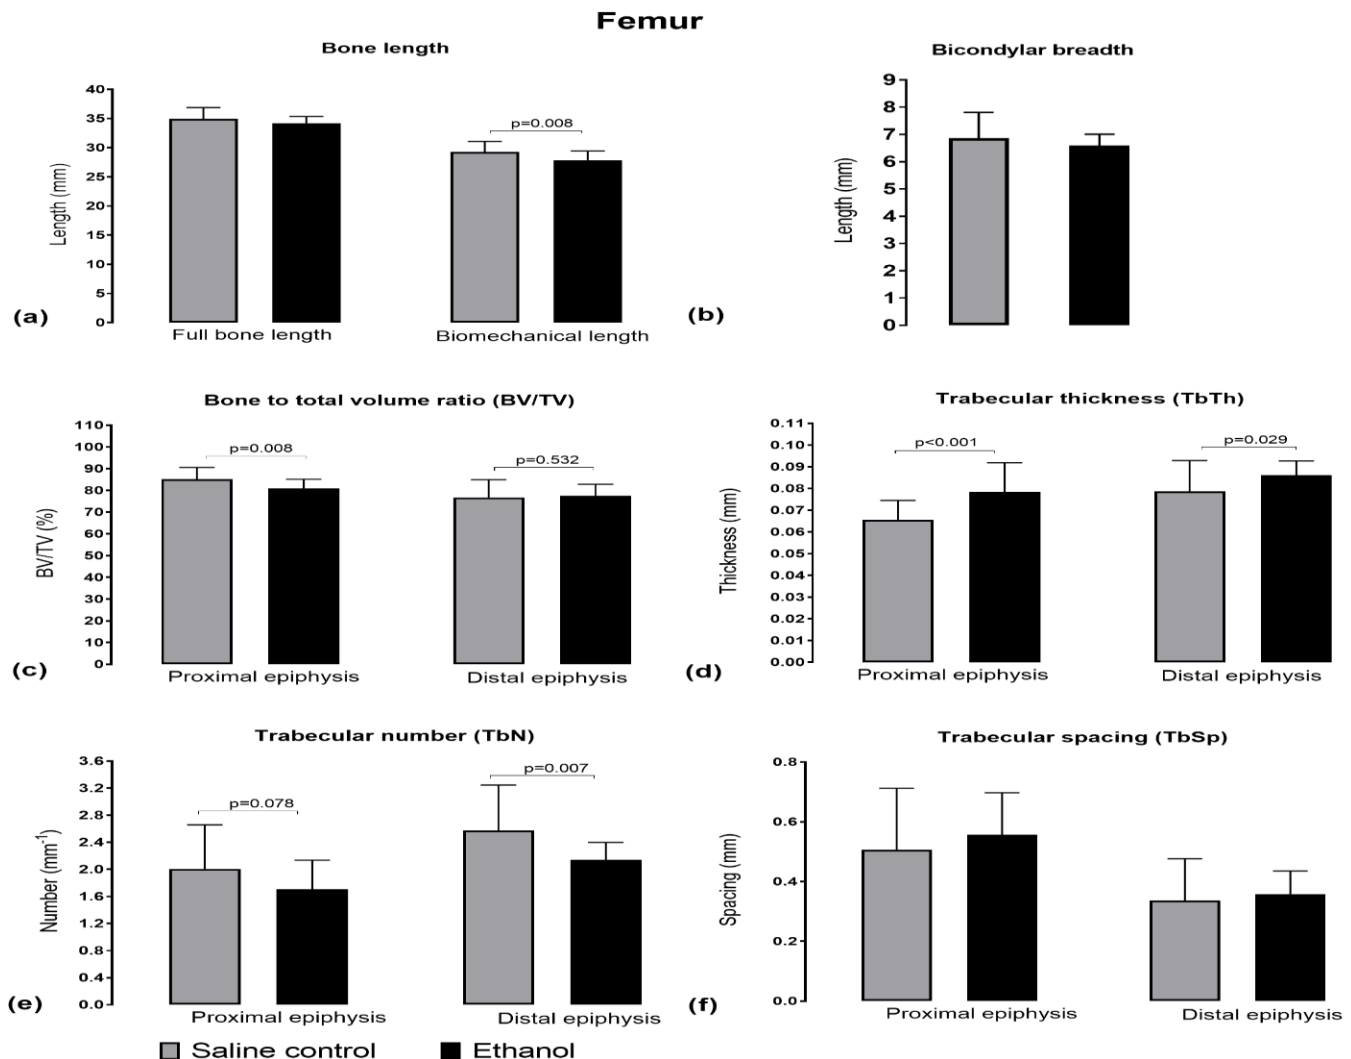 Femur
Bone length
Length (mm)
40
35
30
25
20
15
10
5
0
p=0.008
Full bone length
Biomechanical length
(a)
Bicondylar breadth
Length (mm)
9
8
7
6
5
4
3
2
1
0
(b)
Bone to total volume ratio (BV/TV)
BV/TV (%)
110
100
90
80
70
60
50
40
30
20
10
0
p=0.008
p=0.532
Proximal epiphysis
Distal epiphysis
(c)
Trabecular thickness (TbTh)
Thickness (mm)
0.11
0.10
0.09
0.08
0.07
0.06
0.05
0.04
0.03
0.02
0.01
0.00
p<0.001
p=0.029
Proximal epiphysis
Distal epiphysis
(d)
Trabecular number (TbN)
Number (mm⁻¹)
3.6
3.2
2.8
2.4
2.0
1.6
1.2
0.8
0.4
0.0
p=0.078
p=0.007
Proximal epiphysis
Distal epiphysis
(e)
Trabecular spacing (TbSp)
Spacing (mm)
0.8
0.6
0.4
0.2
0.0
Proximal epiphysis
Distal epiphysis
(f)
Saline control
Ethanol